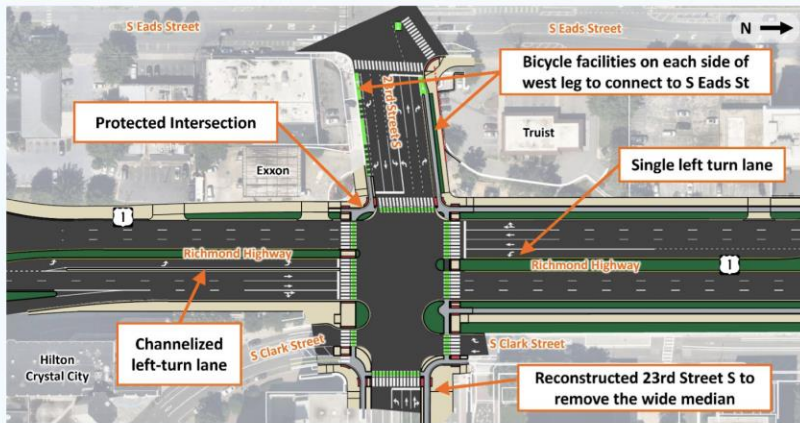 S Eads Street
S Eads Street
N
Bicycle facilities on each side of
west leg to connect to S Eads St
23rd Street S
Protected Intersection
Truist
Exxon
Single left turn lane
1
Richmond Highway
Richmond Highway
1
Channelized
left-turn lane
S Clark Street
S Clark Street
Hilton
Crystal City
Reconstructed 23rd Street S to
remove the wide median